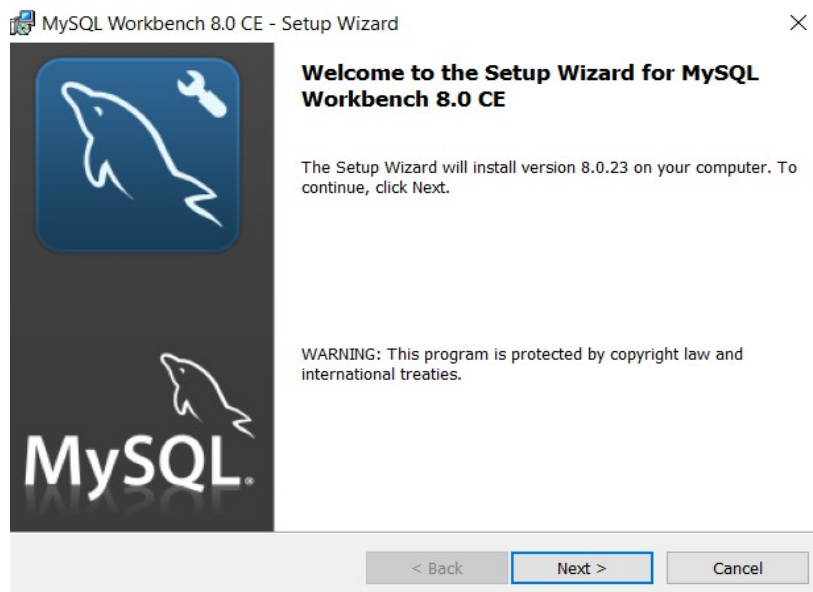 MySQL Workbench 8.0 CE - Setup Wizard
Welcome to the Setup Wizard for MySQL
Workbench 8.0 CE
The Setup Wizard will install version 8.0.23 on your computer. To
continue, click Next.
WARNING: This program is protected by copyright law and
international treaties.
MySQL.
< Back
Next >
Cancel